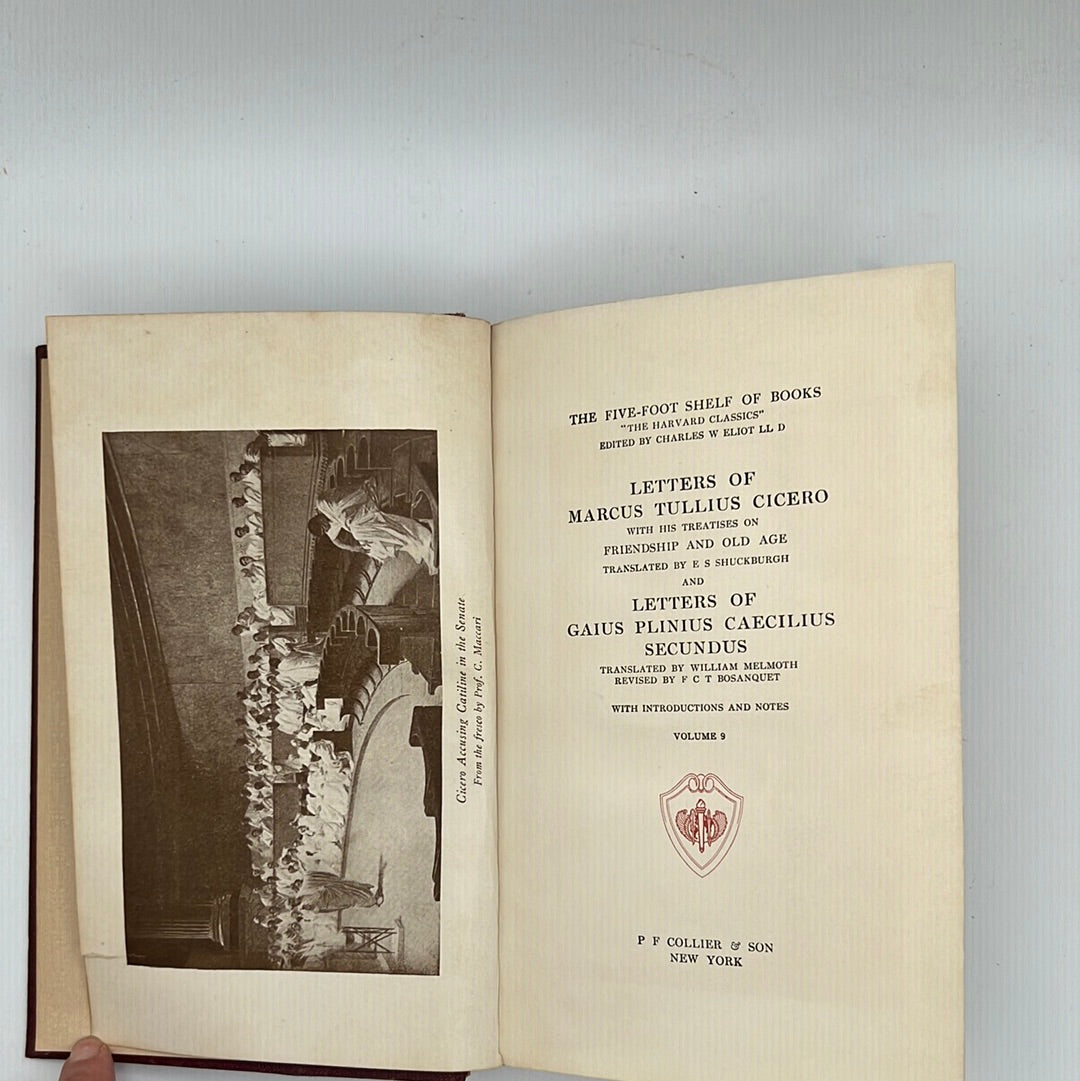 Cicero Accusing Catiline in the Senate
From the fresco by Prof. C. Maccari
THE FIVE-FOOT SHELF OF BOOKS
"THE HARVARD CLASSICS"
EDITED BY CHARLES W ELIOT LL D
LETTERS OF
MARCUS TULLIUS CICERO
WITH HIS TREATISES ON
FRIENDSHIP AND OLD AGE
TRANSLATED BY E S SHUCKBURGH
AND
LETTERS OF
GAIUS PLINIUS CAECILIUS
SECUNDUS
TRANSLATED BY WILLIAM MELMOTH
REVISED BY F C T BOSANQUET
WITH INTRODUCTIONS AND NOTES
VOLUME 9
P F COLLIER & SON
NEW YORK